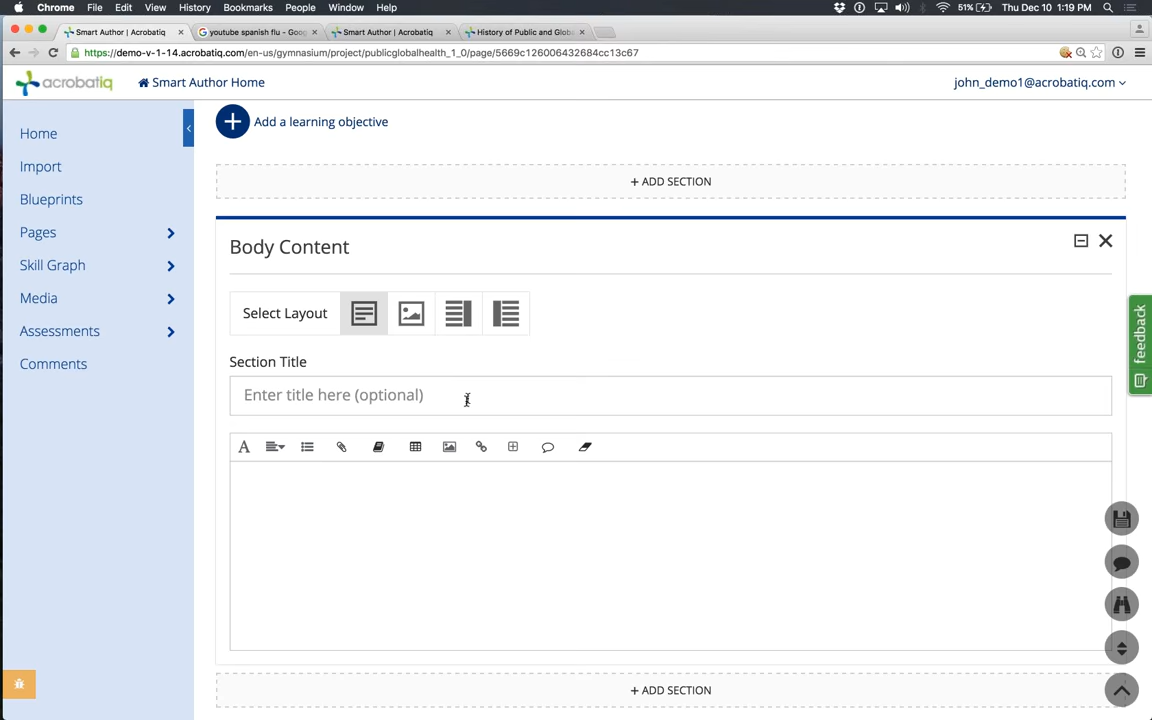 Chrome File Edit View History Bookmarks People Window Help 51% Thu Dec 10 1:19 PM
Smart Author | Acrobatiq youtube spanish flu - Goog Smart Author | Acrobatiq History of Public and Globa
https://demo-v-1-14.acrobatiq.com/en-us/gymnasium/project/publicglobalhealth_1_0/page/5669c126006432684cc13c67
acrobatiq Smart Author Home john_demo1@acrobatiq.com
Home
Import
Blueprints
Pages
Skill Graph
Media
Assessments
Comments
Add a learning objective
+ ADD SECTION
Body Content
Select Layout
Section Title
Enter title here (optional)
A
+ ADD SECTION
feedback